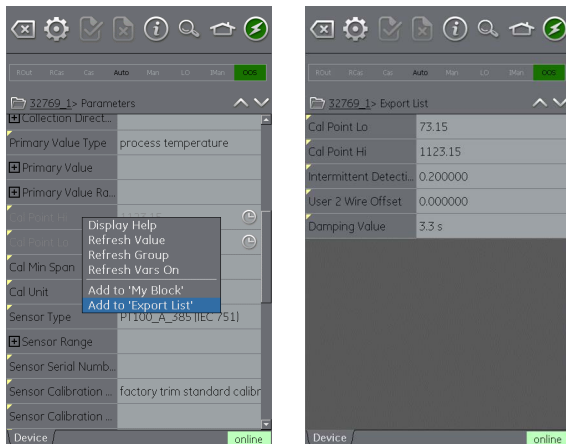 ROut RCas Cas Auto Man LO IMan OOS
32769_1> Parameters
Collection Direct...
Primary Value Type process temperature
Primary Value
Primary Value Ra...
Cal Point Hi 1123.15
Cal Point Lo
Display Help
Refresh Value
Refresh Group
Refresh Vars On
Add to 'My Block'
Add to 'Export List'
Cal Min Span
Cal Unit
Sensor Type PT100_A_385 (IEC 751)
Sensor Range
Sensor Serial Numb...
Sensor Calibration ... factory trim standard calibr
Sensor Calibration ...
Device online
ROut RCas Cas Auto Man LO IMan OOS
32769_1> Export List
Cal Point Lo 73.15
Cal Point Hi 1123.15
Intermittent Detecti... 0.200000
User 2 Wire Offset 0.000000
Damping Value 3.3 s
Device online